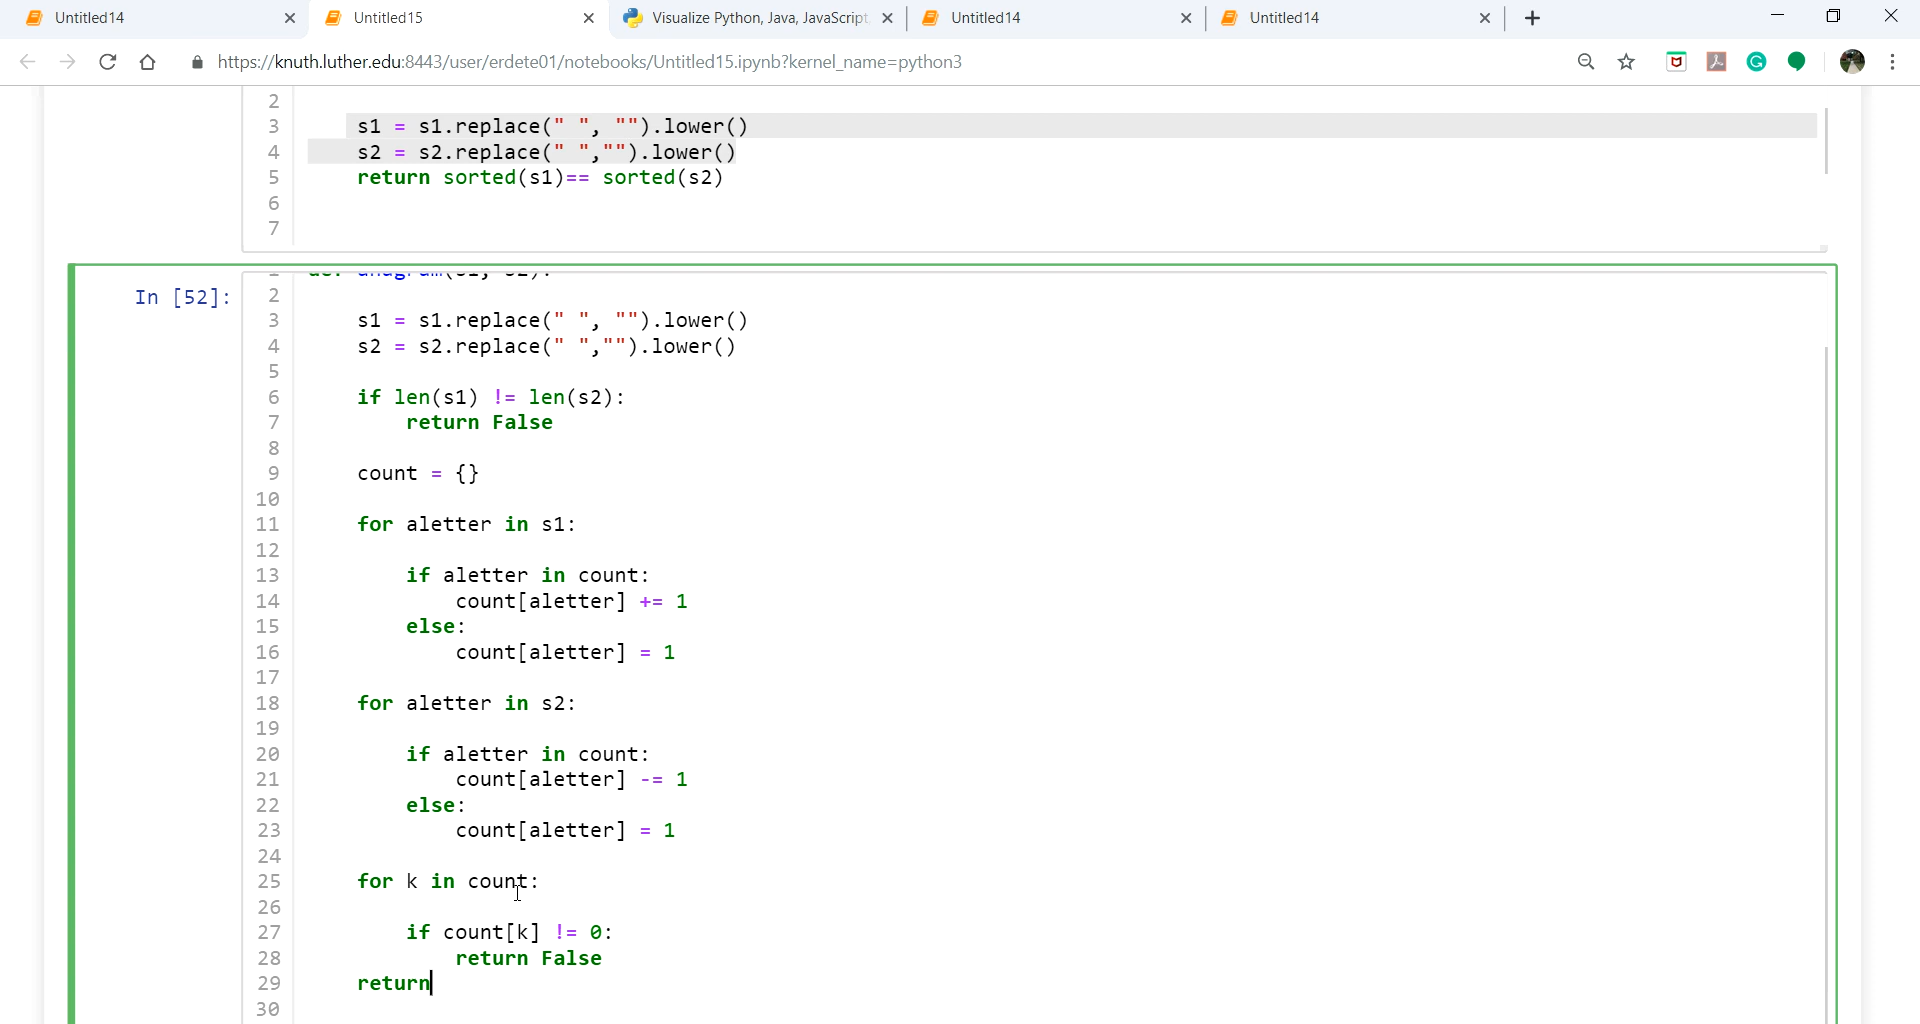 Untitled14
Untitled15
Visualize Python, Java, JavaScript
Untitled14
Untitled14
https://knuth.luther.edu:8443/user/erdete01/notebooks/Untitled15.ipynb?kernel_name=python3
2
3 s1 = s1.replace(" ", "").lower()
4 s2 = s2.replace(" ","").lower()
5 return sorted(s1)== sorted(s2)
6
7
In [52]:
2
3 s1 = s1.replace(" ", "").lower()
4 s2 = s2.replace(" ","").lower()
5
6 if len(s1) != len(s2):
7 return False
8
9 count = {}
10
11 for aletter in s1:
12
13 if aletter in count:
14 count[aletter] += 1
15 else:
16 count[aletter] = 1
17
18 for aletter in s2:
19
20 if aletter in count:
21 count[aletter] -= 1
22 else:
23 count[aletter] = 1
24
25 for k in count:
26
27 if count[k] != 0:
28 return False
29 return
30